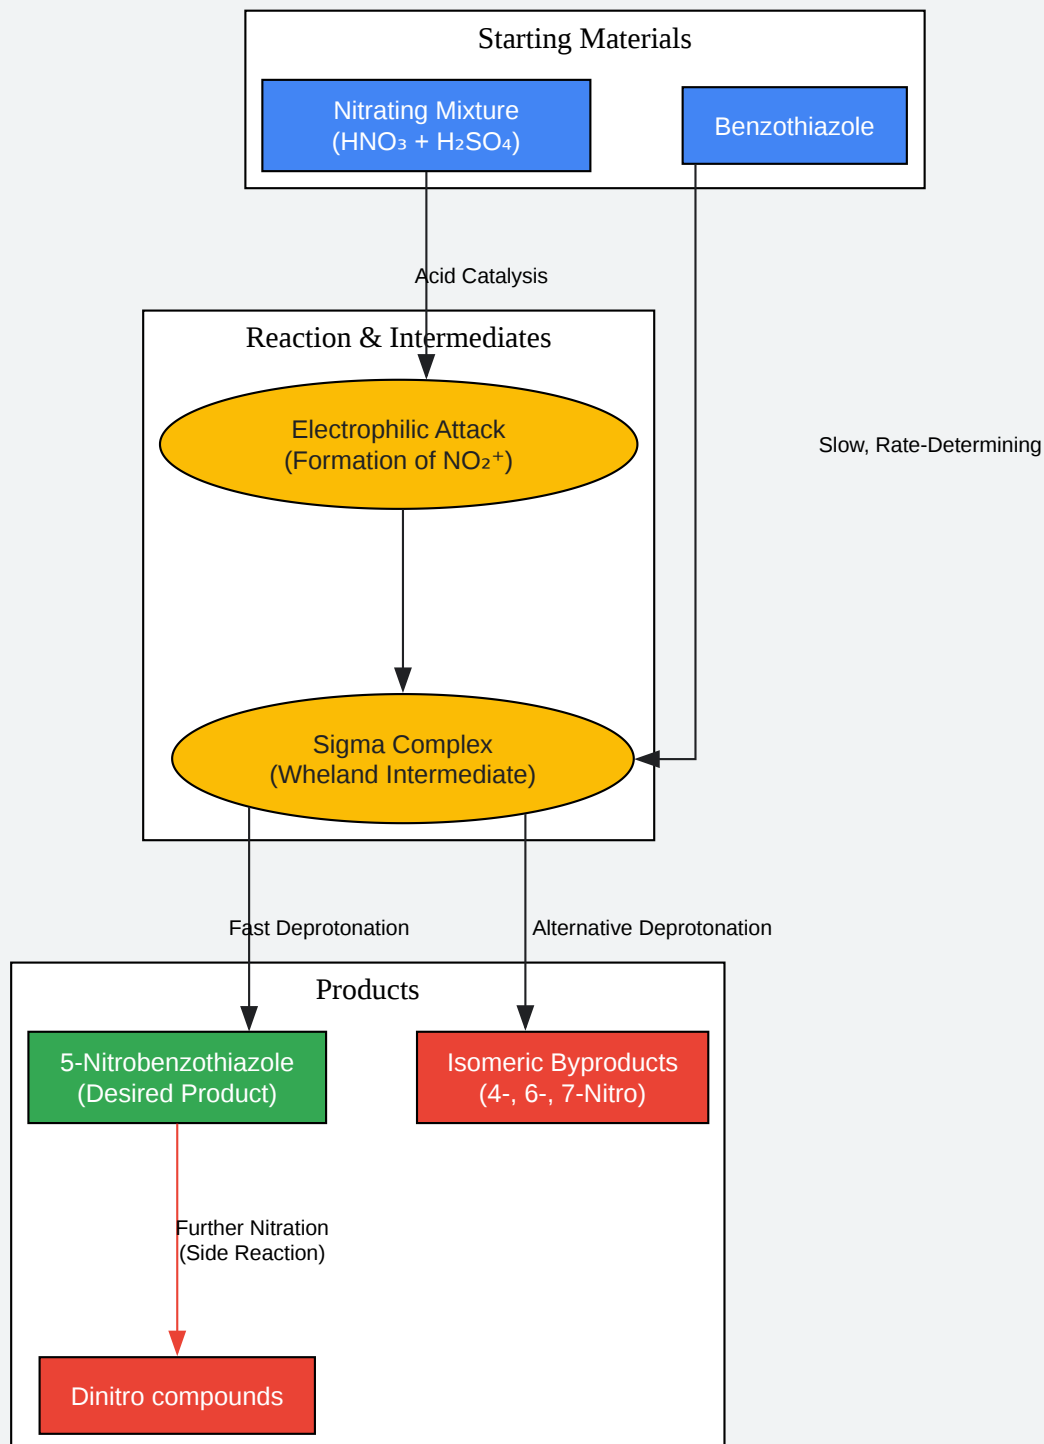 Starting Materials
Nitrating Mixture
(HNO₃ + H₂SO₄)
Benzothiazole
Acid Catalysis
Reaction & Intermediates
Electrophilic Attack
(Formation of NO₂⁺)
Slow, Rate-Determining
Sigma Complex
(Wheland Intermediate)
Fast Deprotonation
Alternative Deprotonation
Products
5-Nitrobenzothiazole
(Desired Product)
Isomeric Byproducts
(4-, 6-, 7-Nitro)
Further Nitration
(Side Reaction)
Dinitro compounds